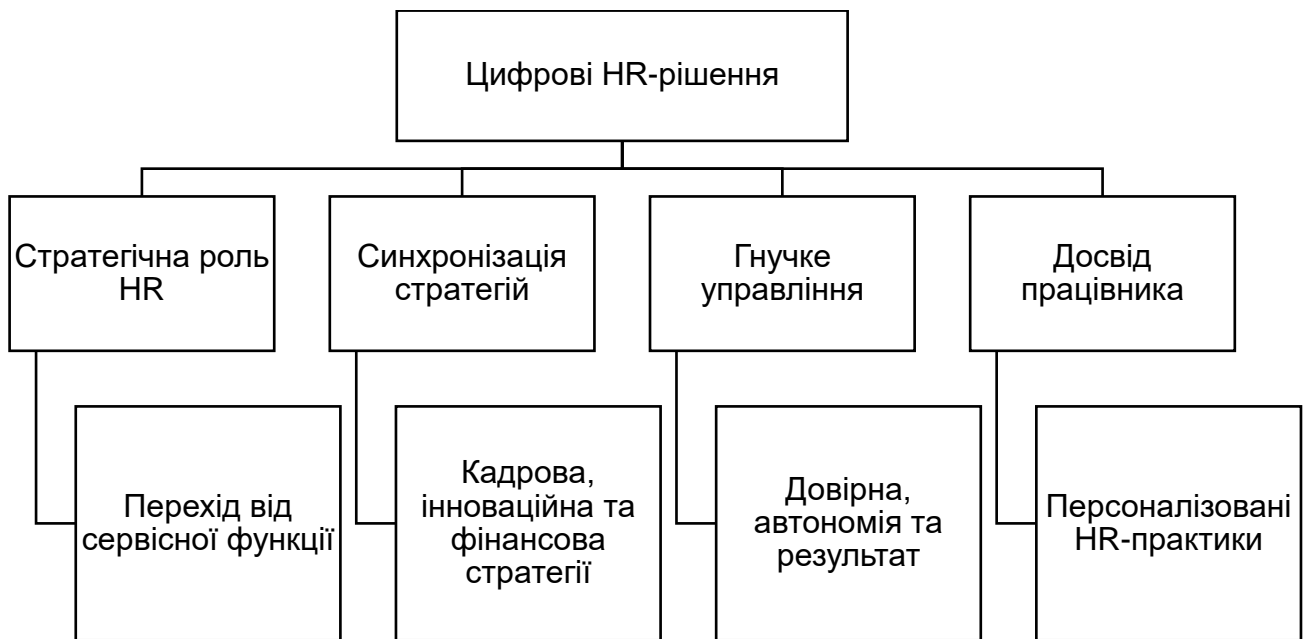 Цифрові HR-рішення
Стратегічна роль
HR
Синхронізація
стратегій
Гнучке
управління
Досвід
працівника
Перехід від
сервісної функції
Кадрова,
інноваційна та
фінансова
стратегії
Довірна,
автономія та
результат
Персоналізовані
HR-практики